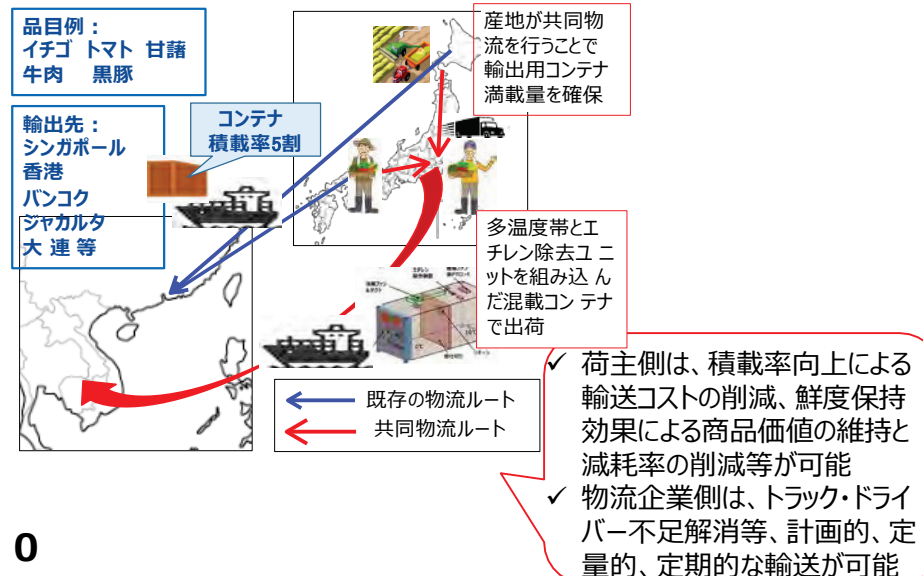 品目例：
イチゴ トマト 甘藷
牛肉 黒豚
輸出先：
シンガポール
香港
バンコク
ジャカルタ
大 連 等
コンテナ
積載率5割
産地が共同物
流を行うことで
輸出用コンテナ
満載量を確保
多温度帯とエ
チレン除去ユ ニ
ットを組み込 ん
だ混載コン テナ
で出荷
既存の物流ルート
共同物流ルート
✓ 荷主側は、積載率向上による
輸送コストの削減、鮮度保持
効果による商品価値の維持と
減耗率の削減等が可能
✓ 物流企業側は、トラック・ドライ
バー不足解消等、計画的、定
量的、定期的な輸送が可能
0